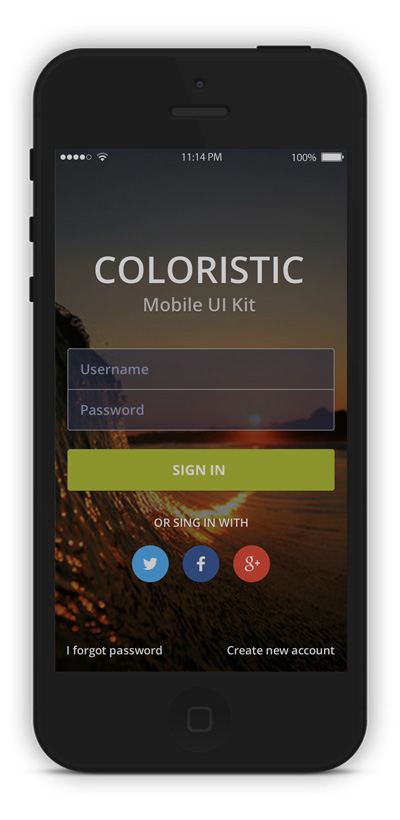 11:14 PM 100%
COLORISTIC
Mobile UI Kit
Username
Password
SIGN IN
OR SING IN WITH
f g+
I forgot password
Create new account